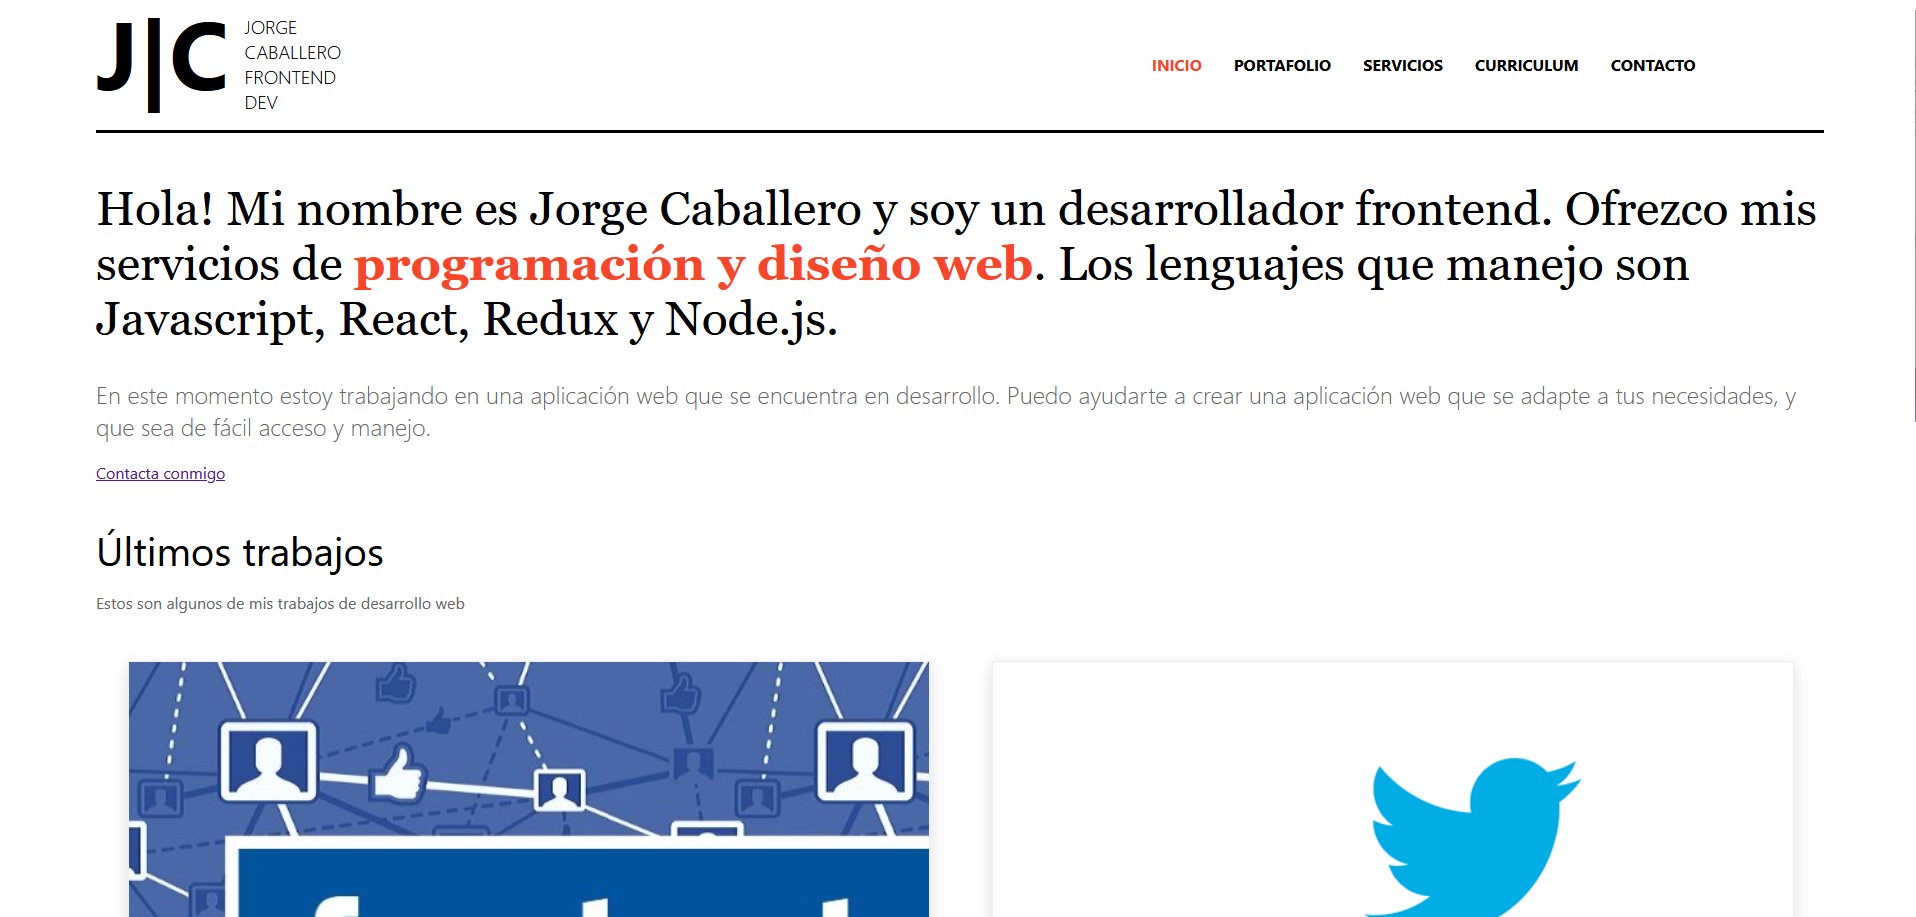 J|C
JORGE
CABALLERO
FRONTEND
DEV
INICIO PORTAFOLIO SERVICIOS CURRICULUM CONTACTO
Hola! Mi nombre es Jorge Caballero y soy un desarrollador frontend. Ofrezco mis
servicios de programación y diseño web. Los lenguajes que manejo son
Javascript, React, Redux y Node.js.
En este momento estoy trabajando en una aplicación web que se encuentra en desarrollo. Puedo ayudarte a crear una aplicación web que se adapte a tus necesidades, y
que sea de fácil acceso y manejo.
Contacta conmigo
Últimos trabajos
Estos son algunos de mis trabajos de desarrollo web